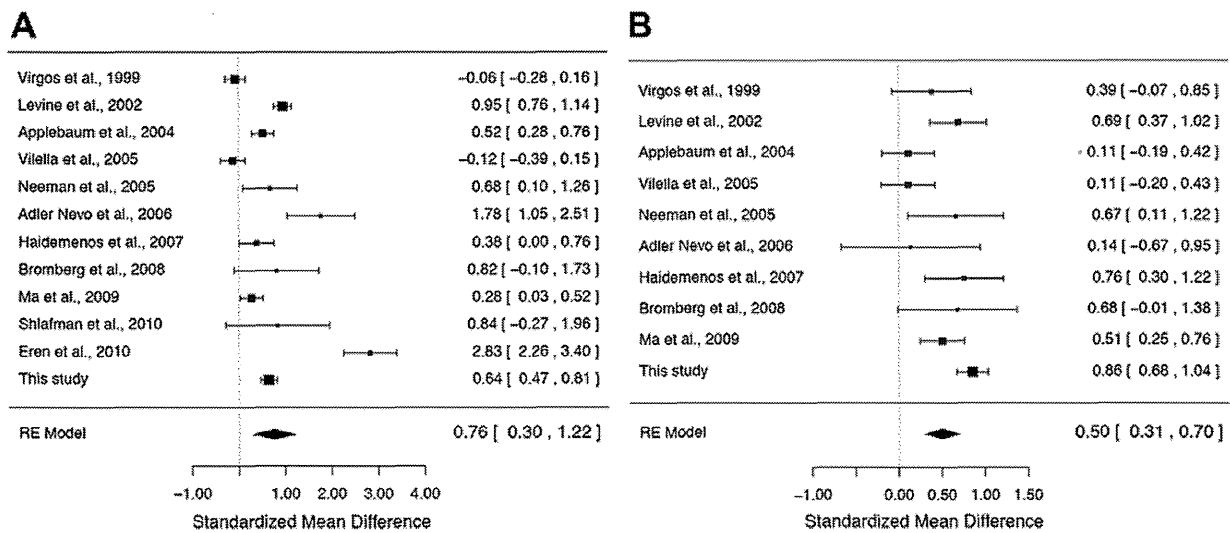 A
Virgos et al., 1999 −0.06 [ −0.28 , 0.16 ]
Levine et al., 2002 0.95 [ 0.76 , 1.14 ]
Applebaum et al., 2004 0.52 [ 0.28 , 0.76 ]
Vilella et al., 2005 −0.12 [ −0.39 , 0.15 ]
Neeman et al., 2005 0.68 [ 0.10 , 1.26 ]
Adler Nevo et al., 2006 1.78 [ 1.05 , 2.51 ]
Haidemenos et al., 2007 0.38 [ 0.00 , 0.76 ]
Bromberg et al., 2008 0.82 [ −0.10 , 1.73 ]
Ma et al., 2009 0.28 [ 0.03 , 0.52 ]
Shlafman et al., 2010 0.84 [ −0.27 , 1.96 ]
Eren et al., 2010 2.83 [ 2.26 , 3.40 ]
This study 0.64 [ 0.47 , 0.81 ]
RE Model 0.76 [ 0.30 , 1.22 ]
−1.00 1.00 2.00 3.00 4.00
Standardized Mean Difference
B
Virgos et al., 1999 0.39 [ −0.07 , 0.85 ]
Levine et al., 2002 0.69 [ 0.37 , 1.02 ]
Applebaum et al., 2004 0.11 [ −0.19 , 0.42 ]
Vilella et al., 2005 0.11 [ −0.20 , 0.43 ]
Neeman et al., 2005 0.67 [ 0.11 , 1.22 ]
Adler Nevo et al., 2006 0.14 [ −0.67 , 0.95 ]
Haidemenos et al., 2007 0.76 [ 0.30 , 1.22 ]
Bromberg et al., 2008 0.68 [ −0.01 , 1.38 ]
Ma et al., 2009 0.51 [ 0.25 , 0.76 ]
This study 0.86 [ 0.68 , 1.04 ]
RE Model 0.50 [ 0.31 , 0.70 ]
−1.00 0.00 0.50 1.00 1.50
Standardized Mean Difference